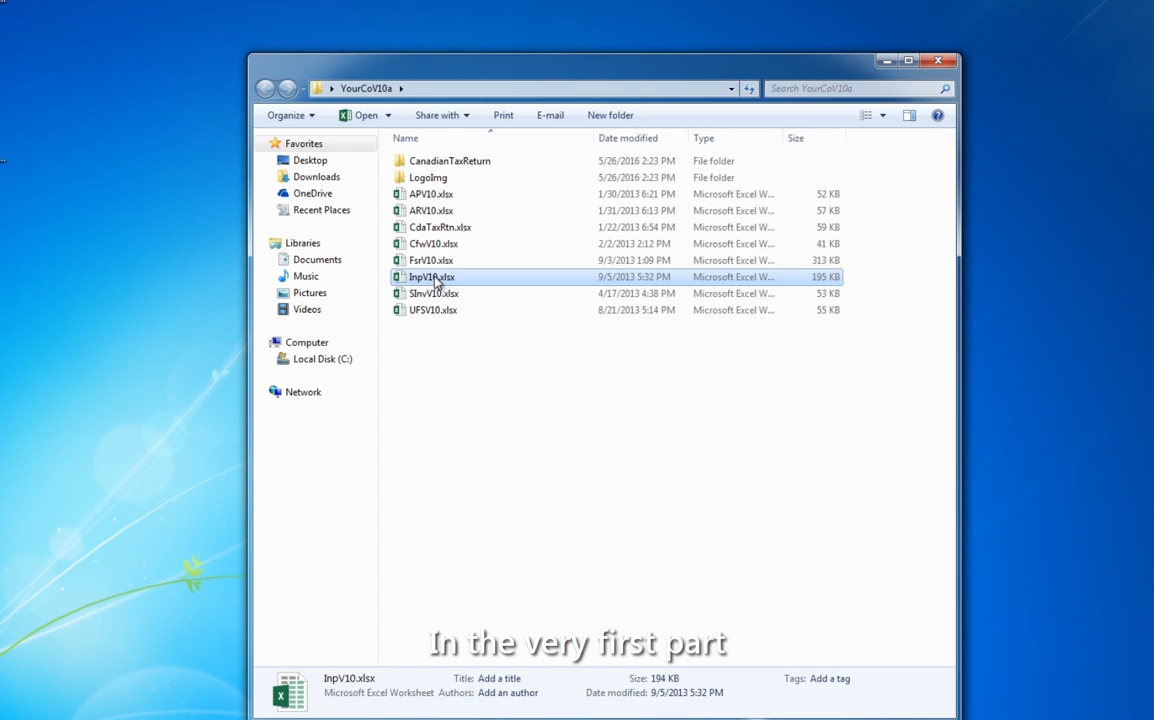 YourCoV10a
Search YourCoV10a
Organize Open Share with Print E-mail New folder
Name Date modified Type Size
Favorites
Desktop
Downloads
OneDrive
Recent Places
Libraries
Documents
Music
Pictures
Videos
Computer
Local Disk (C:)
Network
CanadianTaxReturn 5/26/2016 2:23 PM File folder
LogoImg 5/26/2016 2:23 PM File folder
APV10.xlsx 1/30/2013 6:21 PM Microsoft Excel W... 52 KB
ARV10.xlsx 1/31/2013 6:13 PM Microsoft Excel W... 57 KB
CdaTaxRtn.xlsx 1/22/2013 6:54 PM Microsoft Excel W... 59 KB
CfwV10.xlsx 2/2/2013 2:12 PM Microsoft Excel W... 41 KB
FsrV10.xlsx 9/3/2013 1:09 PM Microsoft Excel W... 313 KB
InpV10.xlsx 9/5/2013 5:32 PM Microsoft Excel W... 195 KB
SInvV10.xlsx 4/17/2013 4:38 PM Microsoft Excel W... 53 KB
UFSV10.xlsx 8/21/2013 5:14 PM Microsoft Excel W... 55 KB
In the very first part
InpV10.xlsx Title: Add a title Size: 194 KB Tags: Add a tag
Microsoft Excel Worksheet Authors: Add an author Date modified: 9/5/2013 5:32 PM